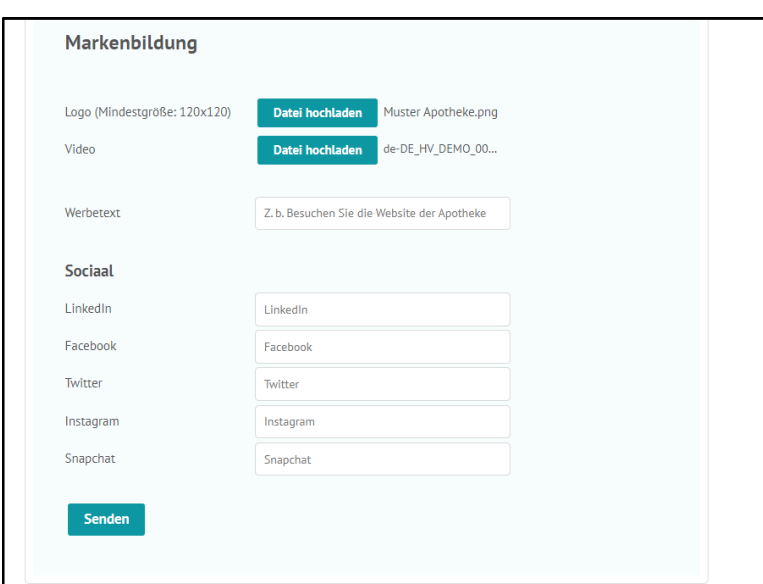 Markenbildung
Logo (Mindestgröße: 120x120) Datei hochladen Muster Apotheke.png
Video Datei hochladen de-DE_HV_DEMO_00...
Werbetext Z. b. Besuchen Sie die Website der Apotheke
Sociaal
LinkedIn LinkedIn
Facebook Facebook
Twitter Twitter
Instagram Instagram
Snapchat Snapchat
Senden